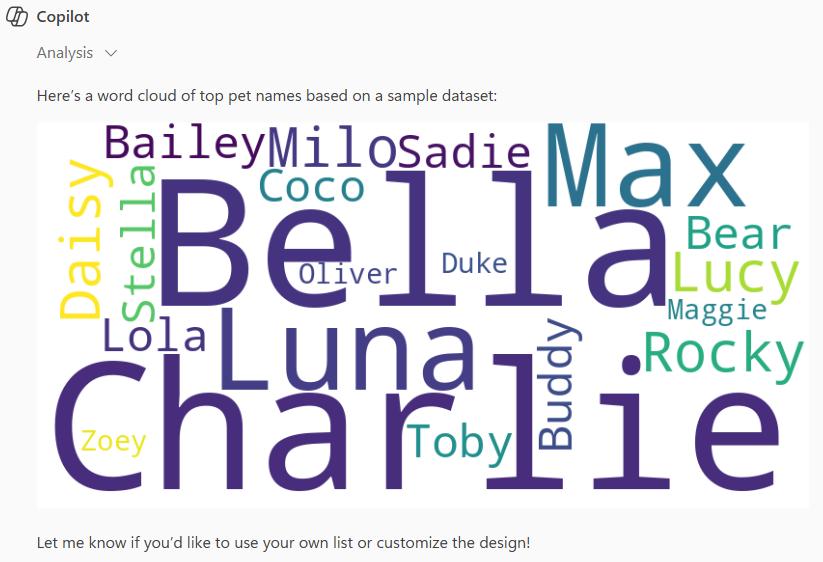 Copilot
Analysis
Here's a word cloud of top pet names based on a sample dataset:
Bailey
Milo
Sadie
Max
Daisy
Stella
Coco
Bella
Bear
Oliver
Duke
Lucy
Maggie
Lola
Luna
Buddy
Rocky
Charlie
Zoey
Toby
Let me know if you'd like to use your own list or customize the design!